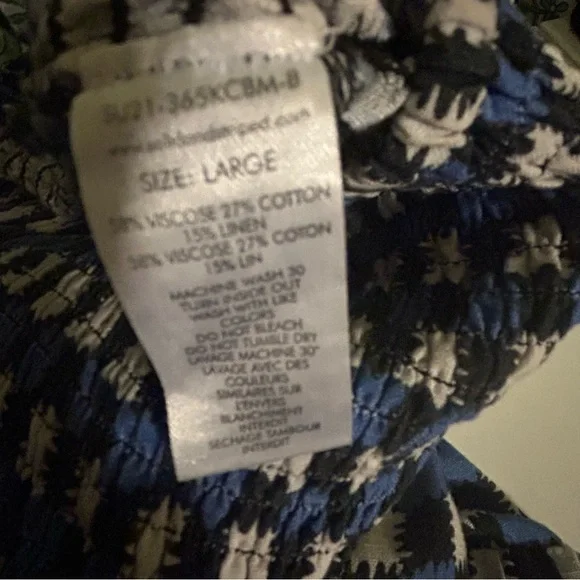 21-365KCBM-B
SIZE: LARGE
58% VISCOSE 27% COTTON
15% LINEN
58% VISCOSE 27% COTON
15% LIN
MACHINE WASH 30
TURN INSIDE OUT
WASH WITH LIKE
COLORS
DO NOT BLEACH
DO NOT TUMBLE DRY
LAVAGE MACHINE 30°
LAVAGE AVEC DES
COULEURS
SIMILAIRES SUR
L'ENVERS
BLANCHIMENT
INTERDIT
SECHAGE TAMBOUR
INTERDIT